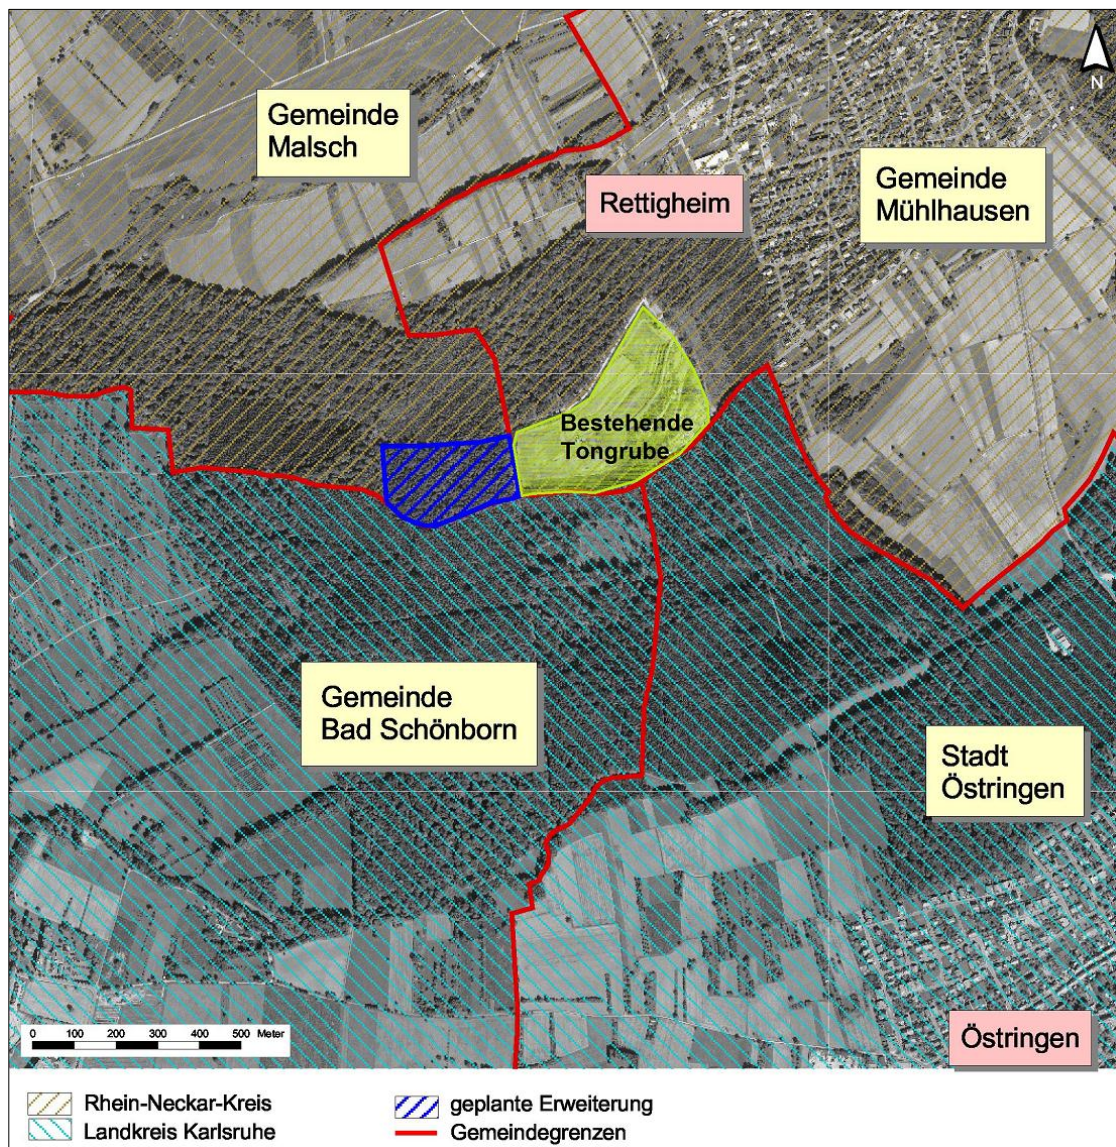 N
Gemeinde
Malsch
Rettigheim
Gemeinde
Mühlhausen
Bestehende
Tongrube
Gemeinde
Bad Schönborn
Stadt
Östringen
0 100 200 300 400 500 Meter
Östringen
Rhein-Neckar-Kreis
Landkreis Karlsruhe
geplante Erweiterung
Gemeindegrenzen